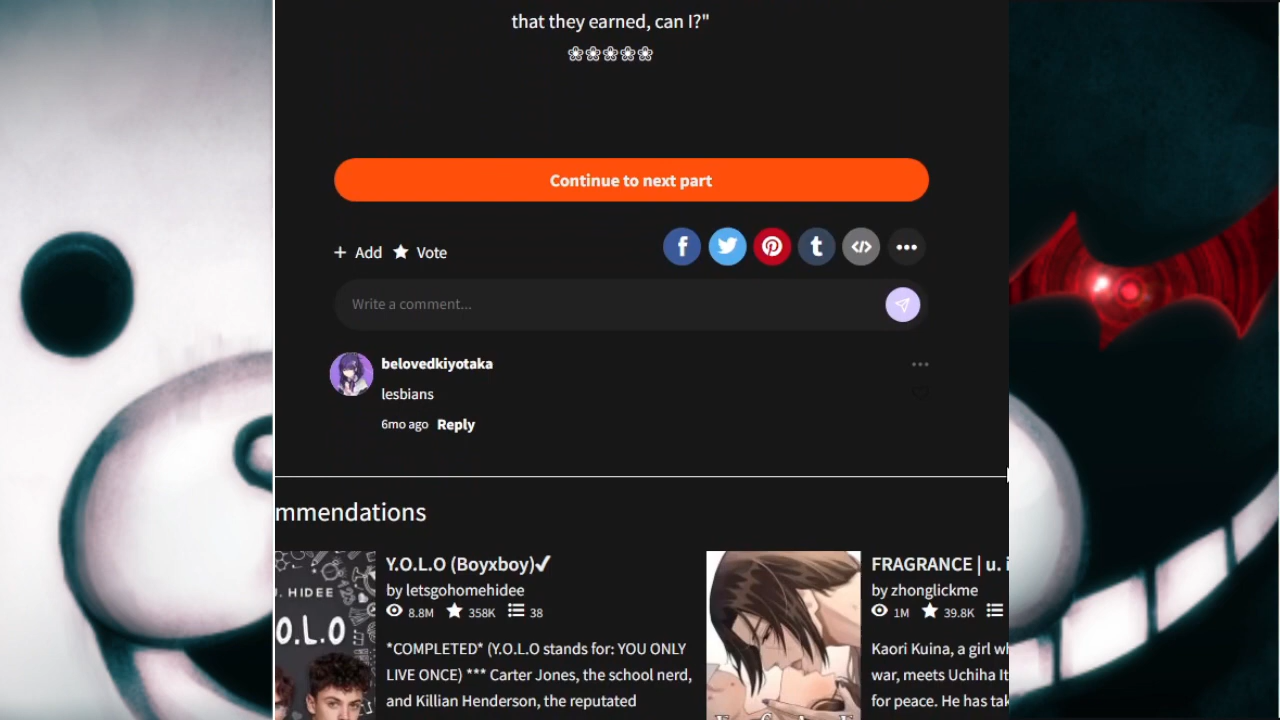 that they earned, can I?"
❀❀❀❀❀
Continue to next part
+ Add ★ Vote
Write a comment...
belovedkiyotaka
lesbians
6mo ago Reply
mmendations
Y.O.L.O (Boyxboy)✔
by letsgohomehidee
8.8M 358K 38
*COMPLETED* (Y.O.L.O stands for: YOU ONLY
LIVE ONCE) *** Carter Jones, the school nerd,
and Killian Henderson, the reputated
J. HIDEE
O.L.O
FRAGRANCE | u. i
by zhonglickme
1M 39.8K
Kaori Kuina, a girl wh
war, meets Uchiha It
for peace. He has tak